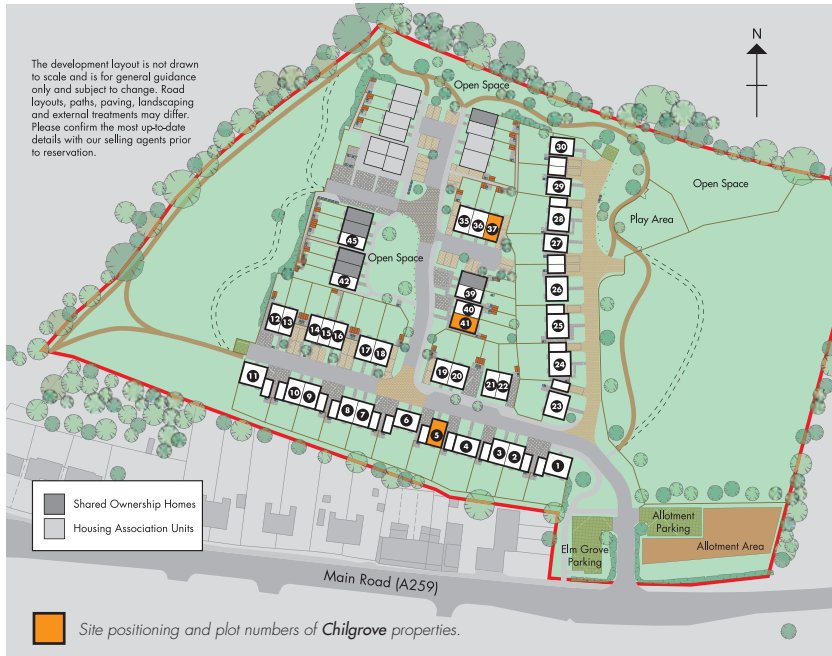 The development layout is not drawn
to scale and is for general guidance
only and subject to change. Road
layouts, paths, paving, landscaping
and external treatments may differ.
Please confirm the most up-to-date
details with our selling agents prior
to reservation.
N
Open Space
Open Space
Play Area
Open Space
30
29
28
27
26
25
24
23
35
36
37
45
42
39
40
41
12
13
14
15
16
17
18
19
20
21
22
11
10
9
8
7
6
5
4
3
2
1
Shared Ownership Homes
Housing Association Units
Allotment
Parking
Allotment Area
Elm Grove
Parking
Main Road (A259)
Site positioning and plot numbers of Chilgrove properties.